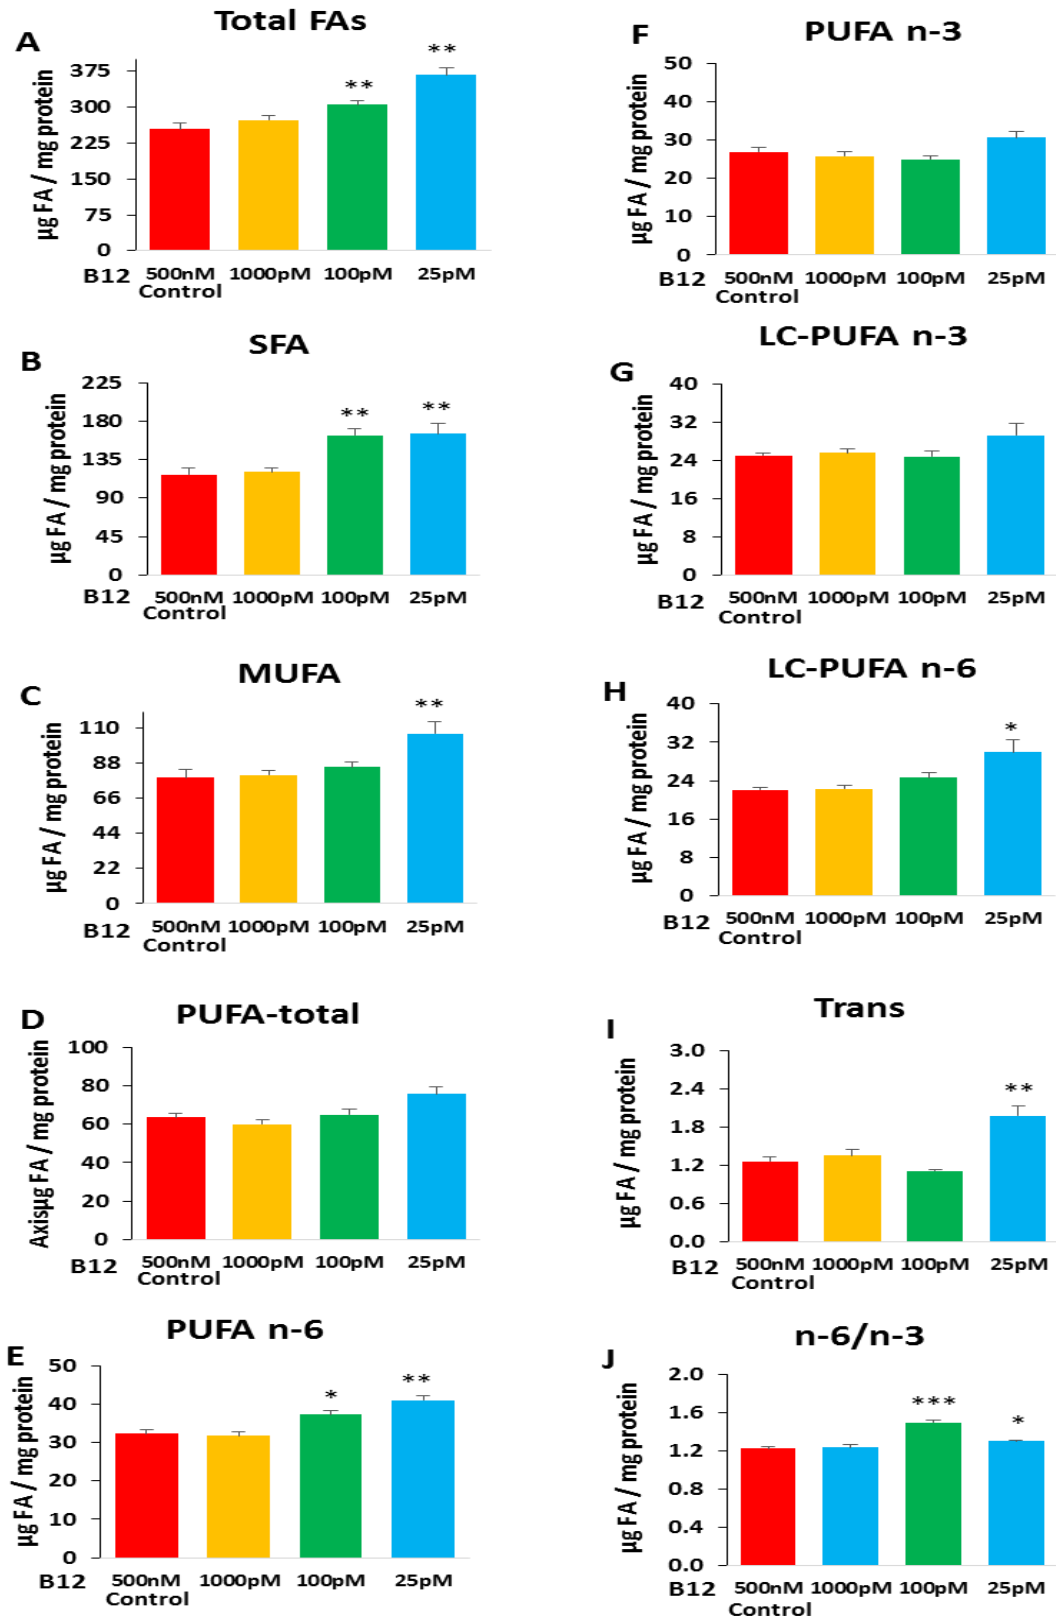 A
Total FAs
µg FA / mg protein
375
300
225
150
75
0
**
**
B12
500nM 1000pM 100pM 25pM
Control
B
SFA
µg FA / mg protein
225
180
135
90
45
0
**
**
B12
500nM 1000pM 100pM 25pM
Control
C
MUFA
µg FA / mg protein
110
88
66
44
22
0
**
B12
500nM 1000pM 100pM 25pM
Control
D
PUFA-total
Axisµg FA / mg protein
100
80
60
40
20
0
B12
500nM 1000pM 100pM 25pM
Control
E
PUFA n-6
µg FA / mg protein
50
40
30
20
10
0
*
**
B12
500nM 1000pM 100pM 25pM
Control
F
PUFA n-3
µg FA / mg protein
50
40
30
20
10
0
B12
500nM 1000pM 100pM 25pM
Control
G
LC-PUFA n-3
µg FA / mg protein
40
32
24
16
8
0
B12
500nM 1000pM 100pM 25pM
Control
H
LC-PUFA n-6
µg FA / mg protein
40
32
24
16
8
0
*
B12
500nM 1000pM 100pM 25pM
Control
I
Trans
µg FA / mg protein
3.0
2.4
1.8
1.2
0.6
0.0
**
B12
500nM 1000pM 100pM 25pM
Control
J
n-6/n-3
µg FA / mg protein
2.0
1.6
1.2
0.8
0.4
0.0
***
*
B12
500nM 1000pM 100pM 25pM
Control